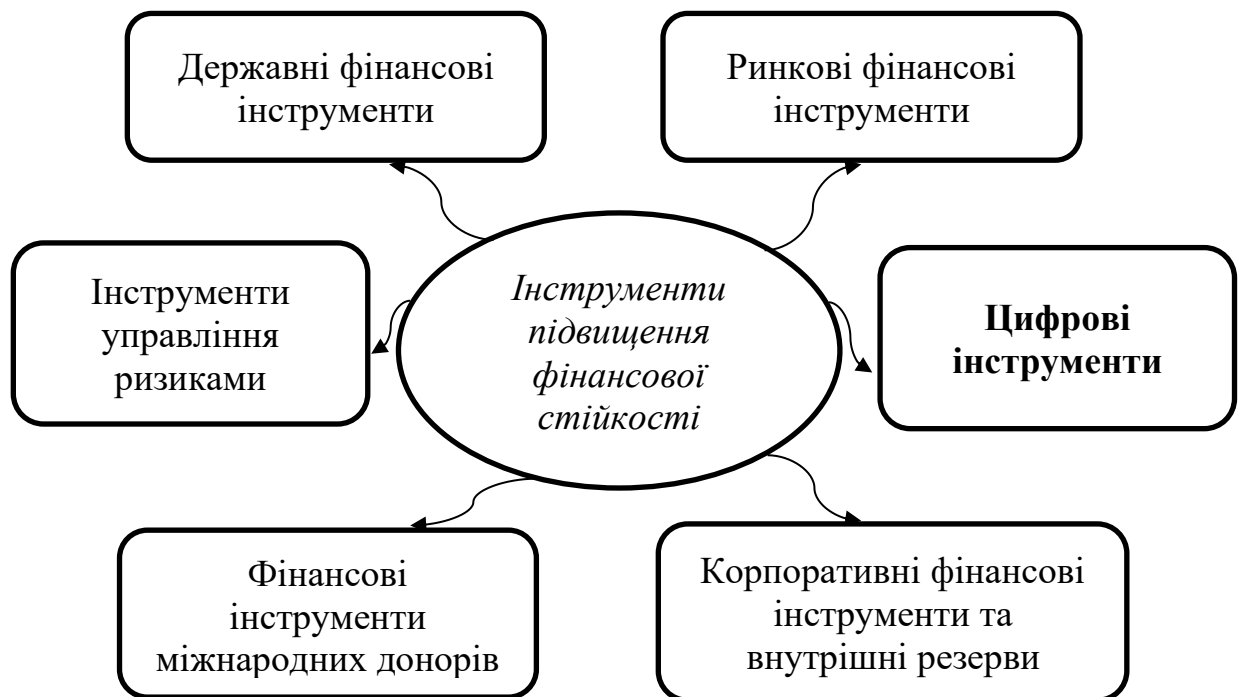 Державні фінансові
інструменти
Ринкові фінансові
інструменти
Інструменти
управління
ризиками
Інструменти
підвищення
фінансової
стійкості
Цифрові
інструменти
Фінансові
інструменти
міжнародних донорів
Корпоративні фінансові
інструменти та
внутрішні резерви